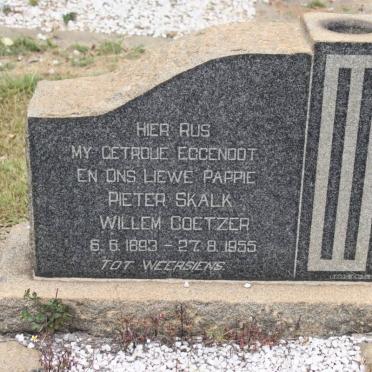 HIER RUS
MY GETROUE EGGENOOT
EN ONS LIEWE PAPPIE
PIETER SKALK
WILLEM COETZER
6.6.1893 - 27.8.1955
TOT WEERSIENS